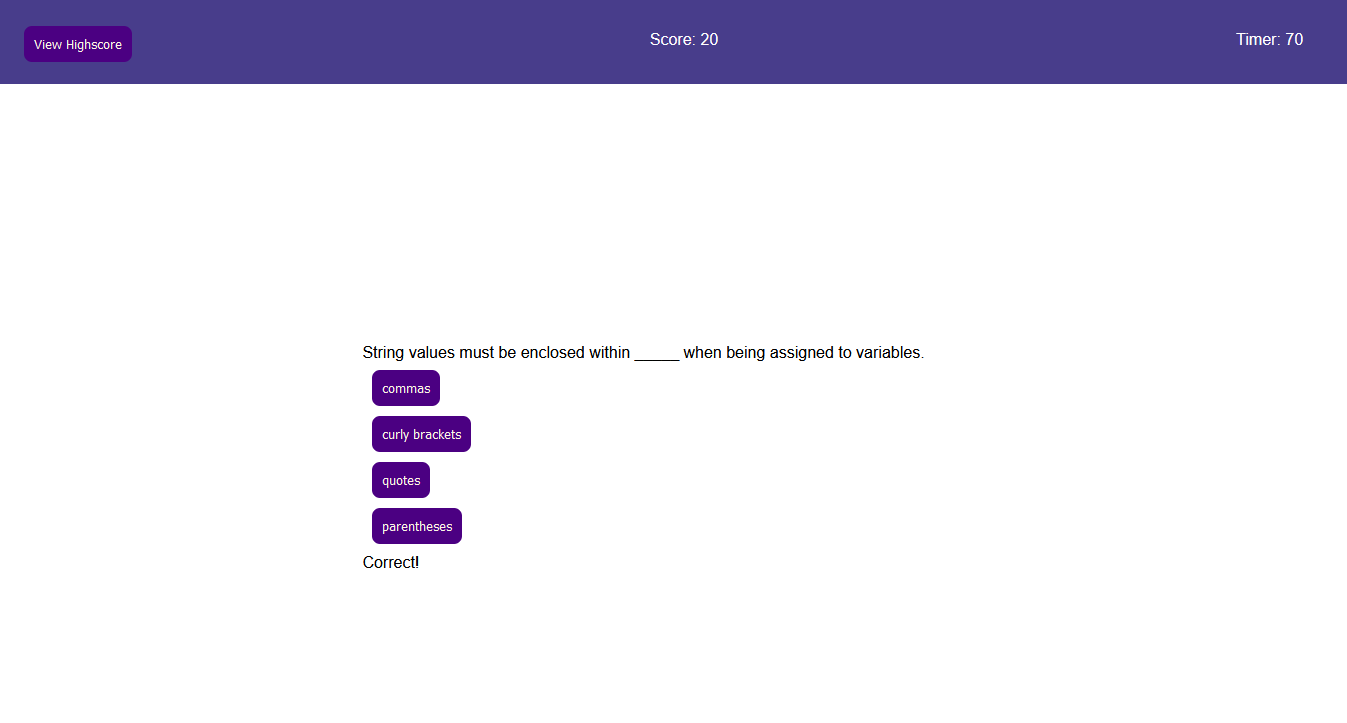 View Highscore
Score: 20
Timer: 70
String values must be enclosed within _____ when being assigned to variables.
commas
curly brackets
quotes
parentheses
Correct!